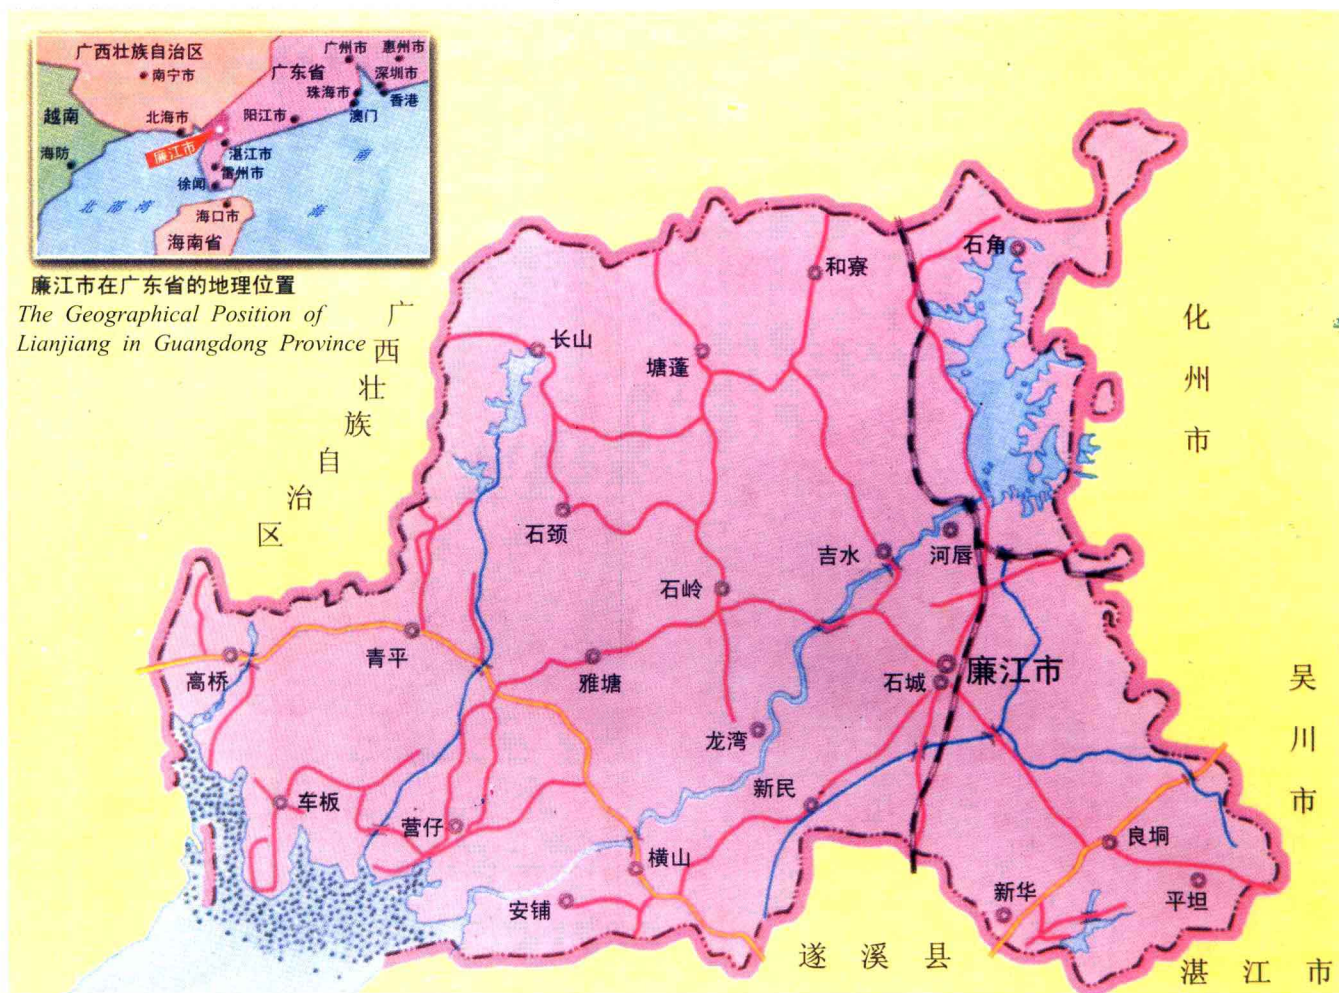 广西壮族自治区
南宁市
广州市
惠州市
广东省
深圳市
珠海市
香港
澳门
越南
北海市
阳江市
海防
廉江市
湛江市
雷州市
徐闻
南
海
北部湾
海口市
海南省
廉江市在广东省的地理位置
The Geographical Position of
Lianjiang in Guangdong Province
广西壮族自治区
化州市
吴川市
石角
和寮
长山
塘蓬
石颈
吉水
河唇
石岭
青平
高桥
雅塘
石城
廉江市
龙湾
新民
车板
营仔
横山
良垌
安铺
新华
平坦
遂溪县
湛江市